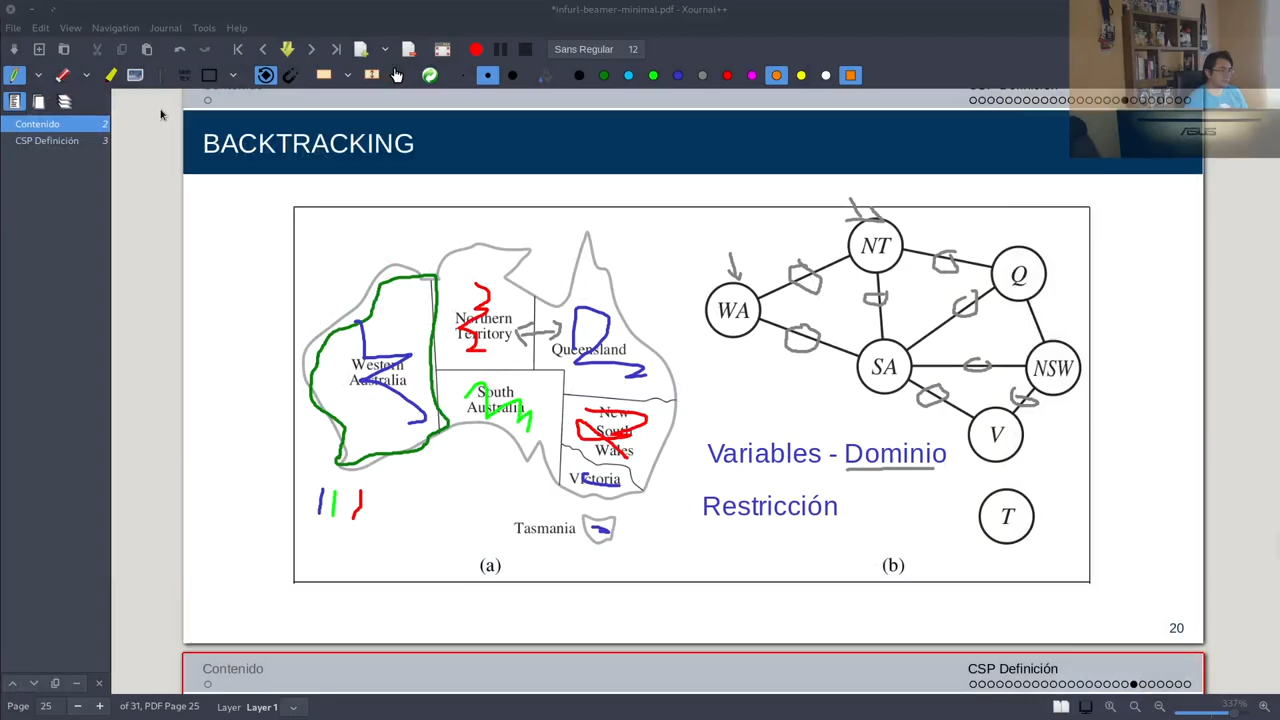 *infurl-beamer-minimal.pdf - Xournal++
File Edit View Navigation Journal Tools Help
Sans Regular 12
Contenido 2
CSP Definición 3
BACKTRACKING
Northern
Territory
Western
Australia
Queensland
South
Australia
New
South
Wales
Victoria
Tasmania
(a)
NT
Q
WA
SA
NSW
V
T
Variables - Dominio
Restricción
(b)
20
Contenido
CSP Definición
Page 25 of 31, PDF Page 25 Layer Layer 1
337%
ASUS